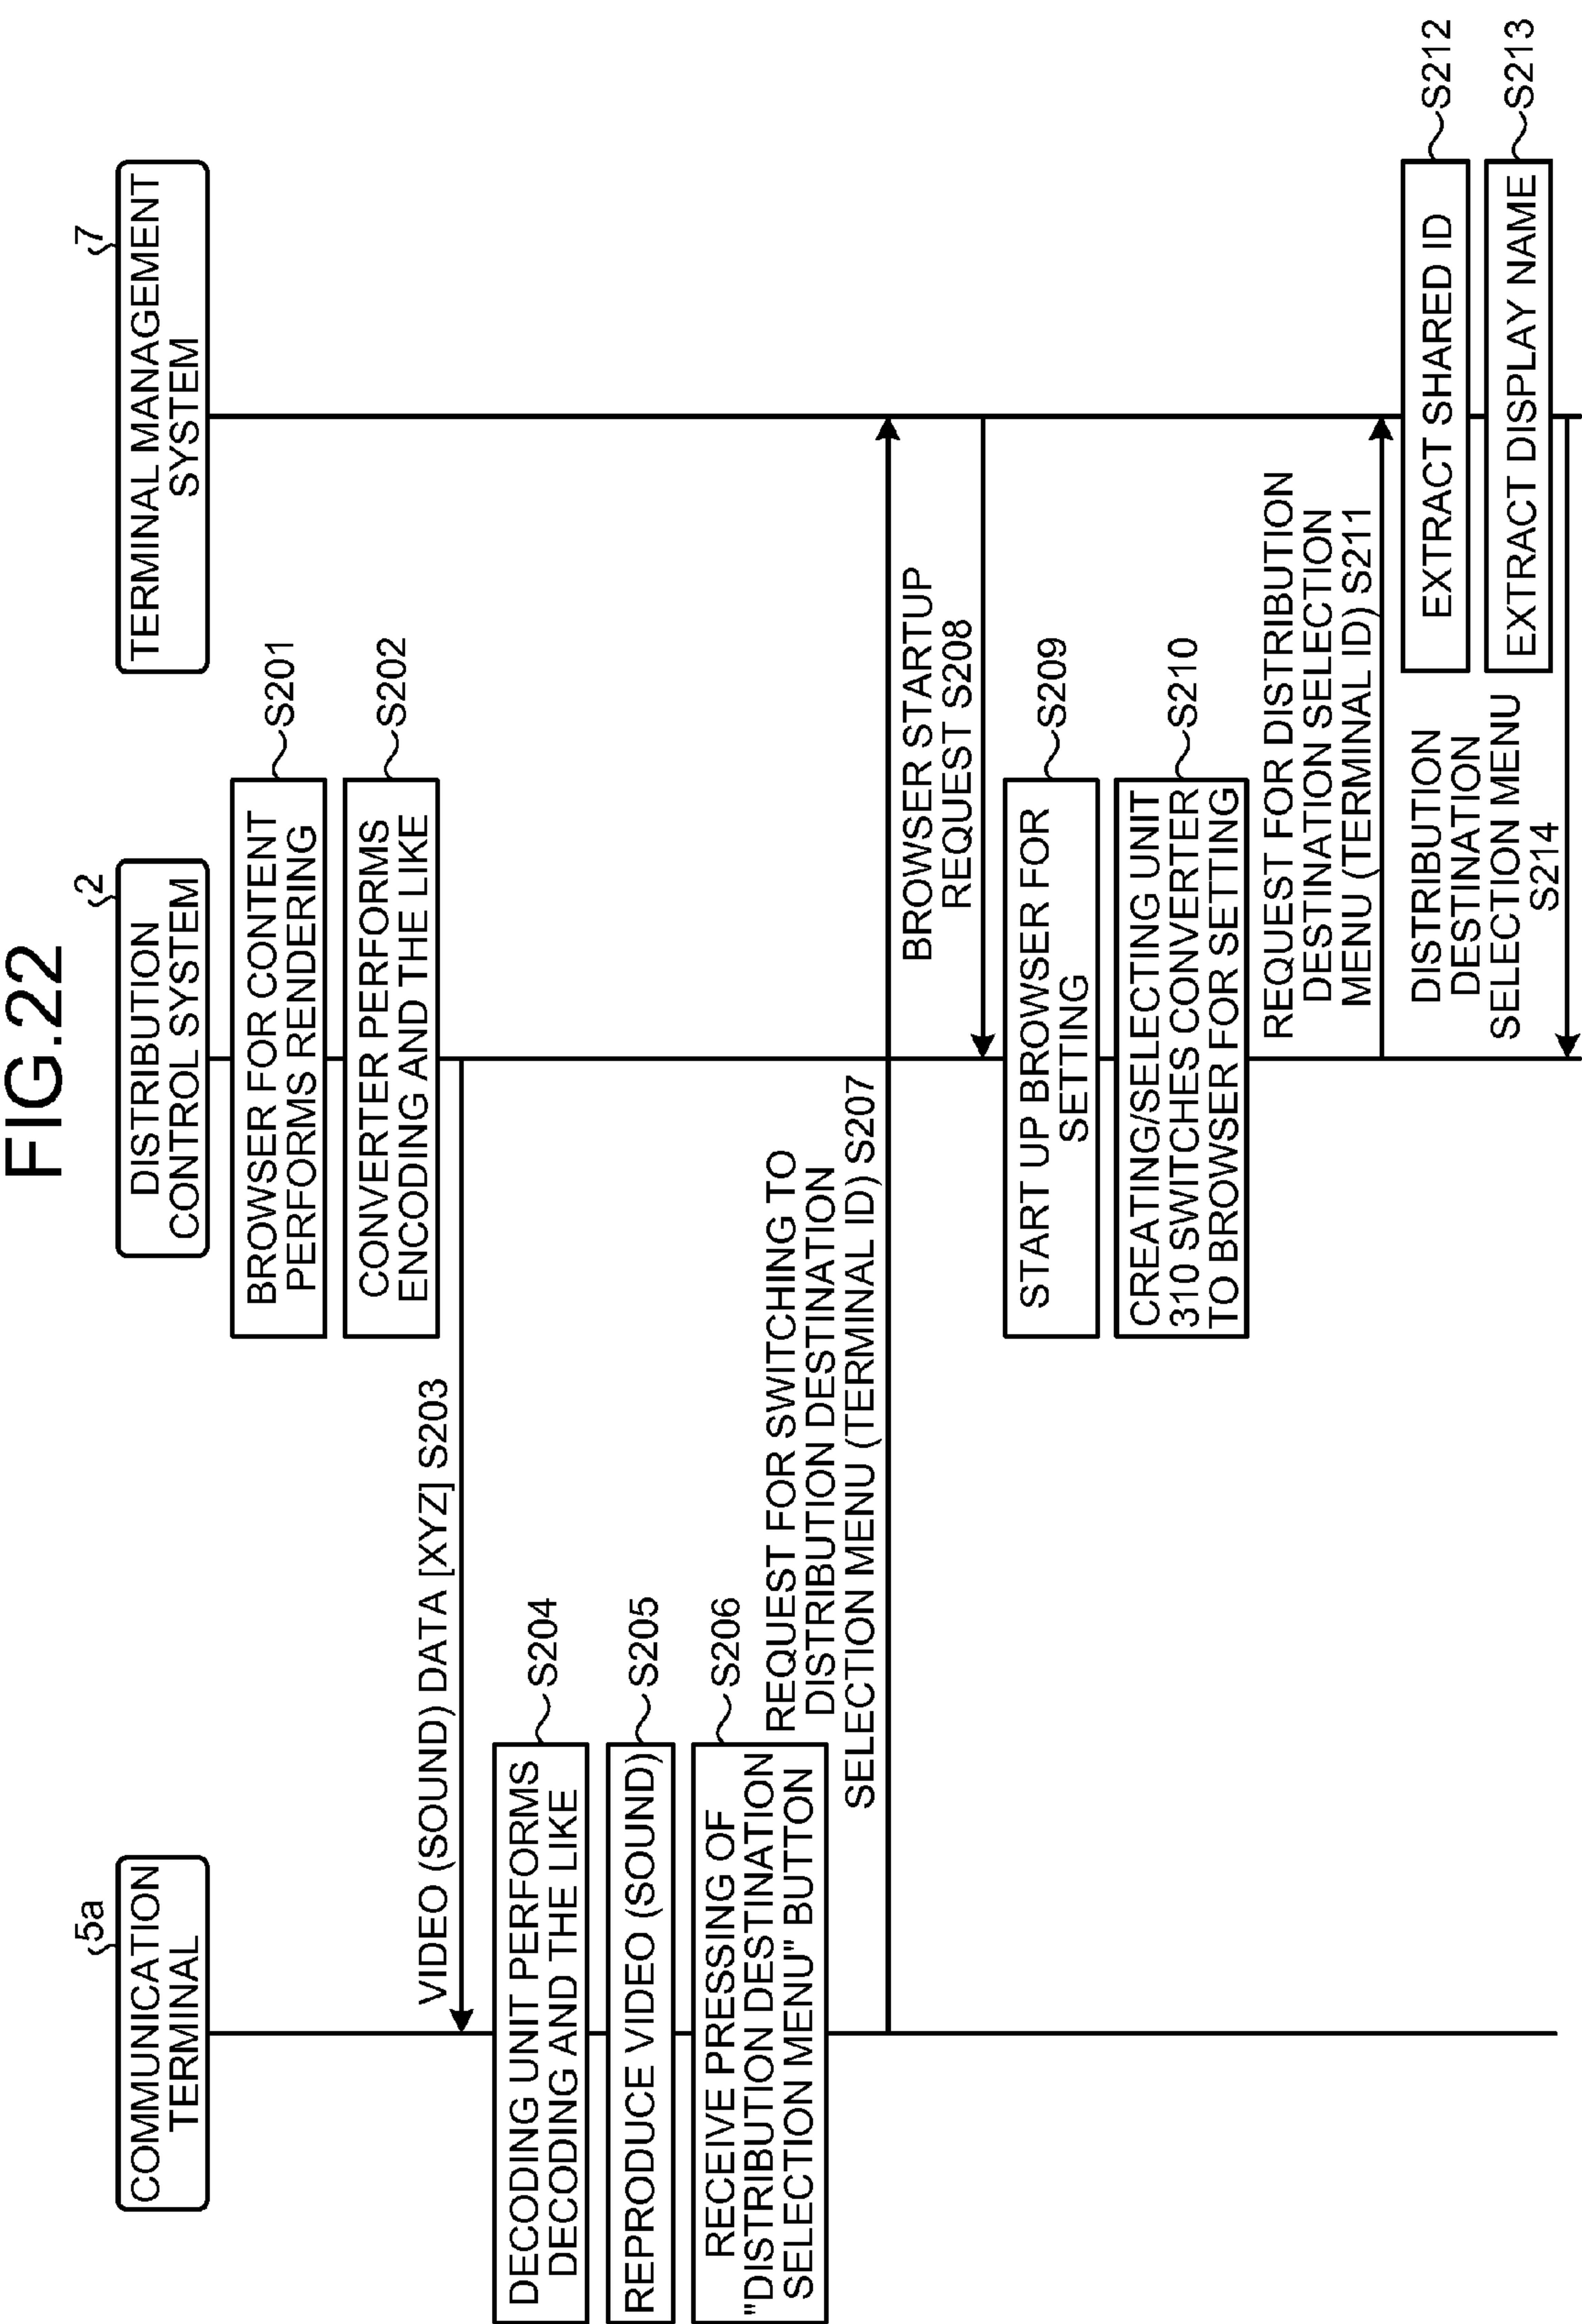 FIG.22
5a
COMMUNICATION
TERMINAL
2
DISTRIBUTION
CONTROL SYSTEM
7
TERMINAL MANAGEMENT
SYSTEM
BROWSER FOR CONTENT
PERFORMS RENDERING
S201
CONVERTER PERFORMS
ENCODING AND THE LIKE
S202
VIDEO (SOUND) DATA [XYZ] S203
DECODING UNIT PERFORMS
DECODING AND THE LIKE
S204
REPRODUCE VIDEO (SOUND)
S205
RECEIVE PRESSING OF
"DISTRIBUTION DESTINATION
SELECTION MENU" BUTTON
S206
REQUEST FOR SWITCHING TO
DISTRIBUTION DESTINATION
SELECTION MENU (TERMINAL ID) S207
BROWSER STARTUP
REQUEST S208
START UP BROWSER FOR
SETTING
S209
CREATING/SELECTING UNIT
310 SWITCHES CONVERTER
TO BROWSER FOR SETTING
S210
REQUEST FOR DISTRIBUTION
DESTINATION SELECTION
MENU (TERMINAL ID) S211
EXTRACT SHARED ID
S212
EXTRACT DISPLAY NAME
S213
DISTRIBUTION
DESTINATION
SELECTION MENU
S214